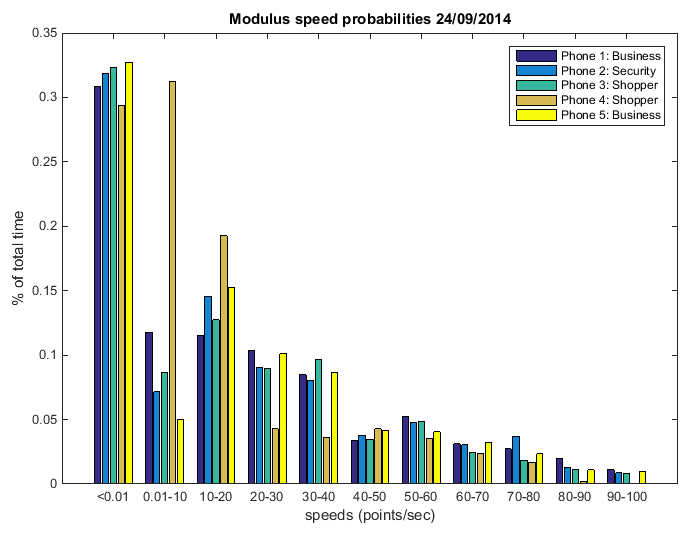 Modulus speed probabilities 24/09/2014
0.35
0.3
0.25
0.2
0.15
0.1
0.05
0
% of total time
Phone 1: Business
Phone 2: Security
Phone 3: Shopper
Phone 4: Shopper
Phone 5: Business
<0.01 0.01-10 10-20 20-30 30-40 40-50 50-60 60-70 70-80 80-90 90-100
speeds (points/sec)